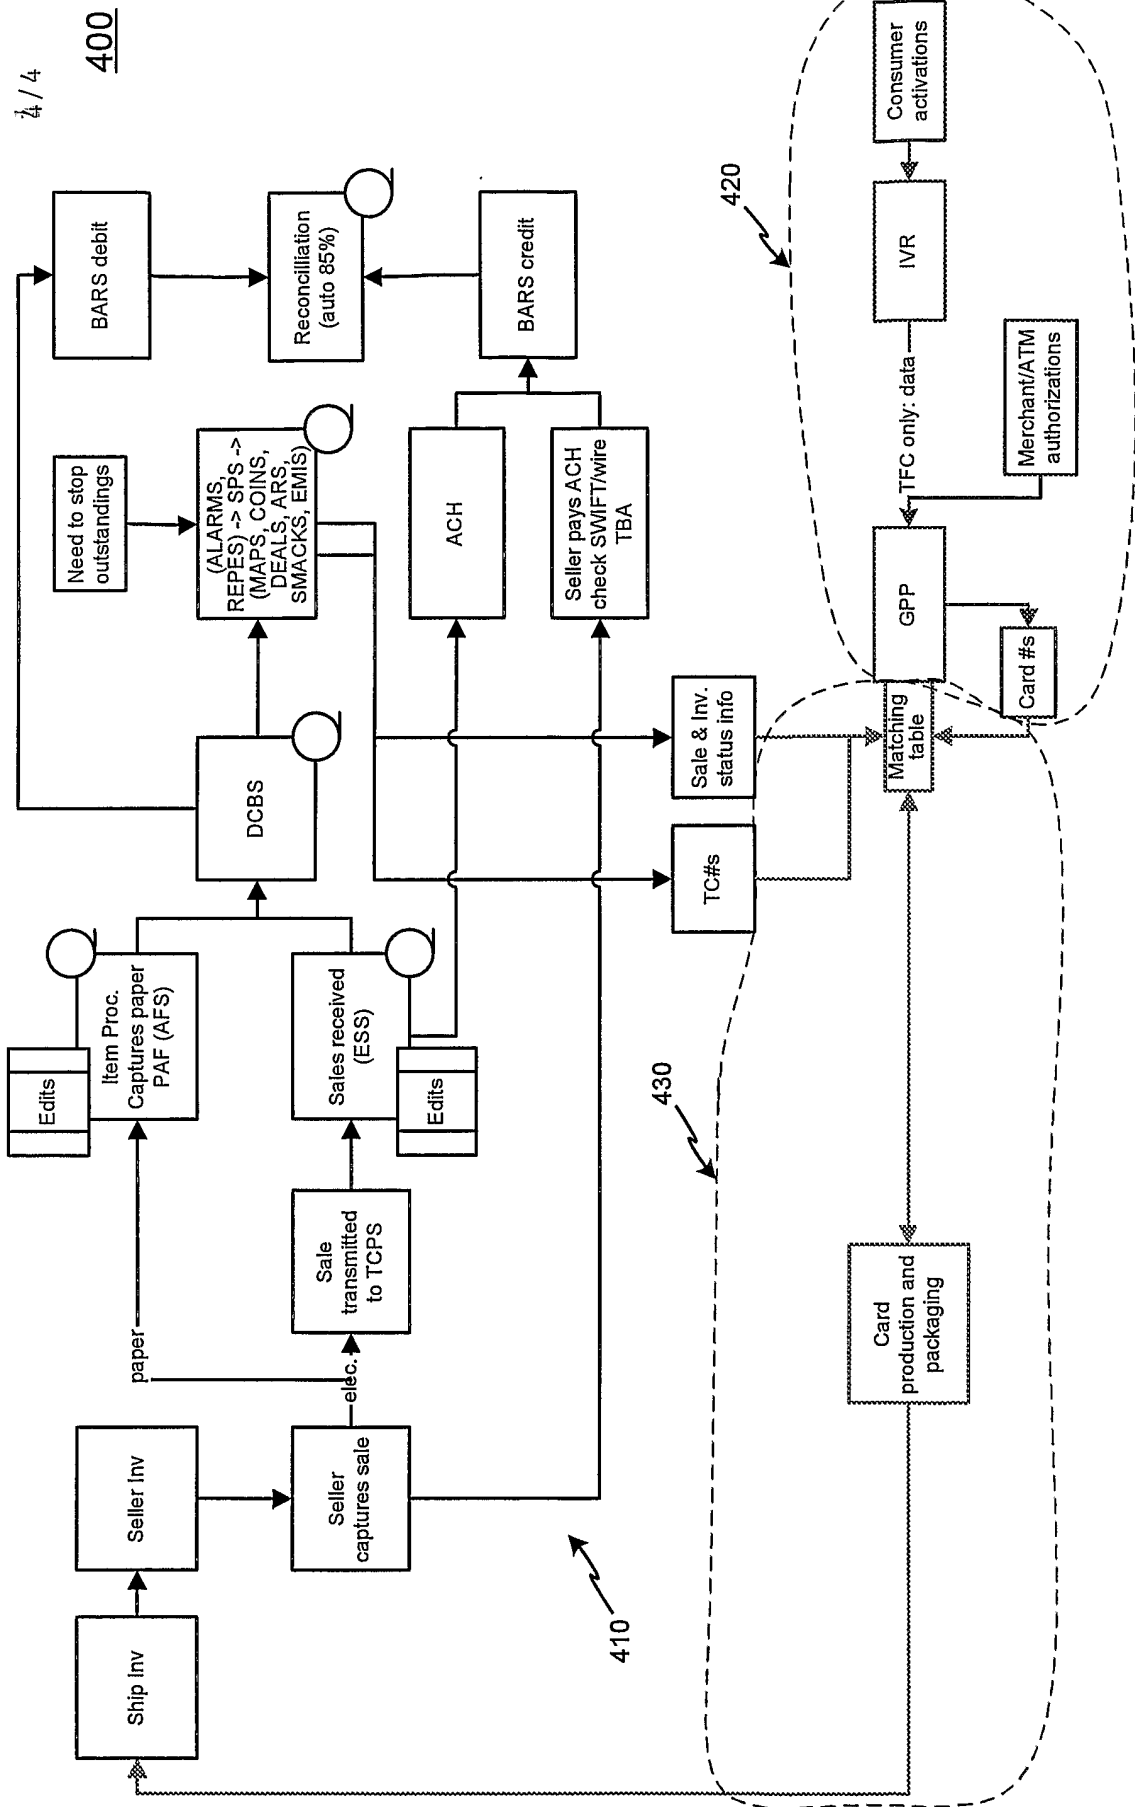 4/4
400
Ship Inv
Seller Inv
Seller
captures sale
paper
elec.
Sale
transmitted
to TCPS
Edits
Item Proc.
Captures paper
PAF (AFS)
Sales received
(ESS)
Edits
DCBS
Need to stop
outstandings
(ALARMS,
REPES) -> SPS ->
(MAPS, COINS,
DEALS, ARS,
SMACKS, EMIS)
ACH
Seller pays ACH
check SWIFT/wire
TBA
BARS debit
Reconcilliation
(auto 85%)
BARS credit
410
TC#s
Sale & Inv.
status info
430
420
Card
production and
packaging
Matching
table
GPP
Card #s
TFC only: data
IVR
Consumer
activations
Merchant/ATM
authorizations